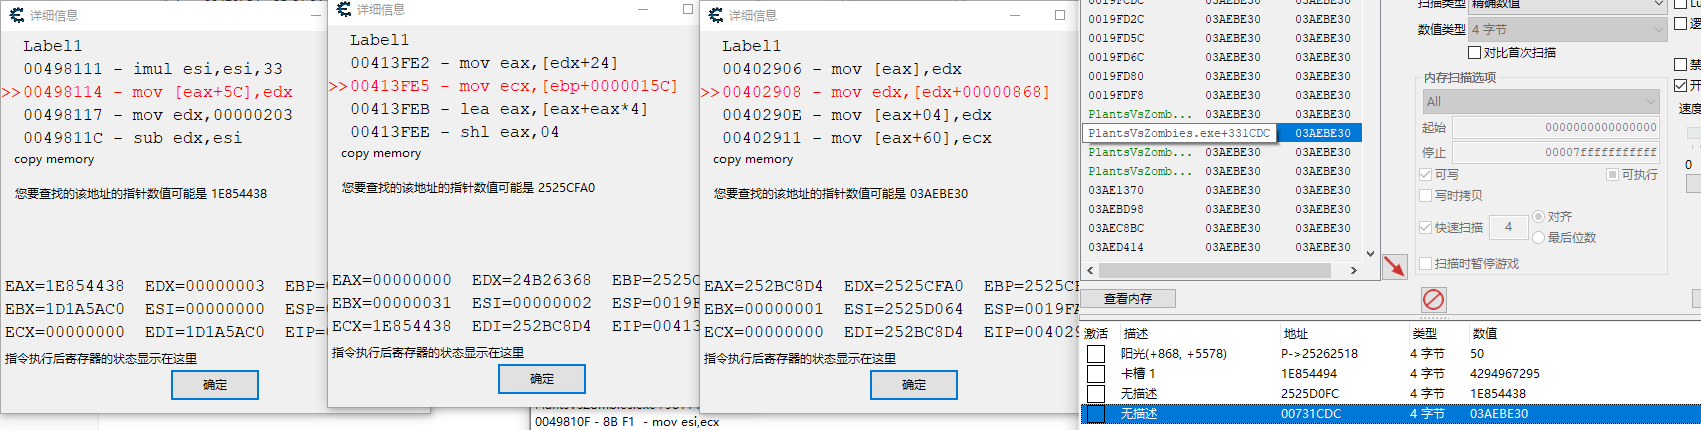 详细信息
Label1
00498111 - imul esi,esi,33
>>00498114 - mov [eax+5C],edx
00498117 - mov edx,00000203
0049811C - sub edx,esi
copy memory
您要查找的该地址的指针数值可能是 1E854438
EAX=1E854438 EDX=00000003 EBP=
EBX=1D1A5AC0 ESI=00000000 ESP=
ECX=00000000 EDI=1D1A5AC0 EIP=
指令执行后寄存器的状态显示在这里
确定
详细信息
Label1
00413FE2 - mov eax,[edx+24]
>>00413FE5 - mov ecx,[ebp+0000015C]
00413FEB - lea eax,[eax+eax*4]
00413FEE - shl eax,04
copy memory
您要查找的该地址的指针数值可能是 2525CFA0
EAX=00000000 EDX=24B26368 EBP=2525C
EBX=00000031 ESI=00000002 ESP=0019F
ECX=1E854438 EDI=252BC8D4 EIP=00413
指令执行后寄存器的状态显示在这里
确定
0049810F - 8B F1 - mov esi,ecx
详细信息
Label1
00402906 - mov [eax],edx
>>00402908 - mov edx,[edx+00000868]
0040290E - mov [eax+04],edx
00402911 - mov [eax+60],ecx
copy memory
您要查找的该地址的指针数值可能是 03AEBE30
EAX=252BC8D4 EDX=2525CFA0 EBP=2525CF
EBX=00000001 ESI=2525D064 ESP=0019FA
ECX=00000000 EDI=252BC8D4 EIP=004029
指令执行后寄存器的状态显示在这里
确定
0019FCDC 03AEBE30 03AEBE30
0019FD2C 03AEBE30 03AEBE30
0019FD5C 03AEBE30 03AEBE30
0019FD6C 03AEBE30 03AEBE30
0019FD80 03AEBE30 03AEBE30
0019FDF8 03AEBE30 03AEBE30
PlantsVsZomb... 03AEBE30 03AEBE30
PlantsVsZombies.exe+331CDC 03AEBE30
PlantsVsZomb... 03AEBE30 03AEBE30
PlantsVsZomb... 03AEBE30 03AEBE30
03AE1370 03AEBE30 03AEBE30
03AEBD98 03AEBE30 03AEBE30
03AEC8BC 03AEBE30 03AEBE30
03AED414 03AEBE30 03AEBE30
查看内存
扫描类型 精确数值
数值类型 4 字节
对比首次扫描
内存扫描选项
All
起始 0000000000000000
停止 00007fffffffffff
可写 可执行
写时拷贝
快速扫描 4 对齐
最后位数
扫描时暂停游戏
Lu
逻
禁
开
速度
0
激活 描述 地址 类型 数值
阳光(+868, +5578) P->25262518 4 字节 50
卡槽 1 1E854494 4 字节 4294967295
无描述 2525D0FC 4 字节 1E854438
无描述 00731CDC 4 字节 03AEBE30